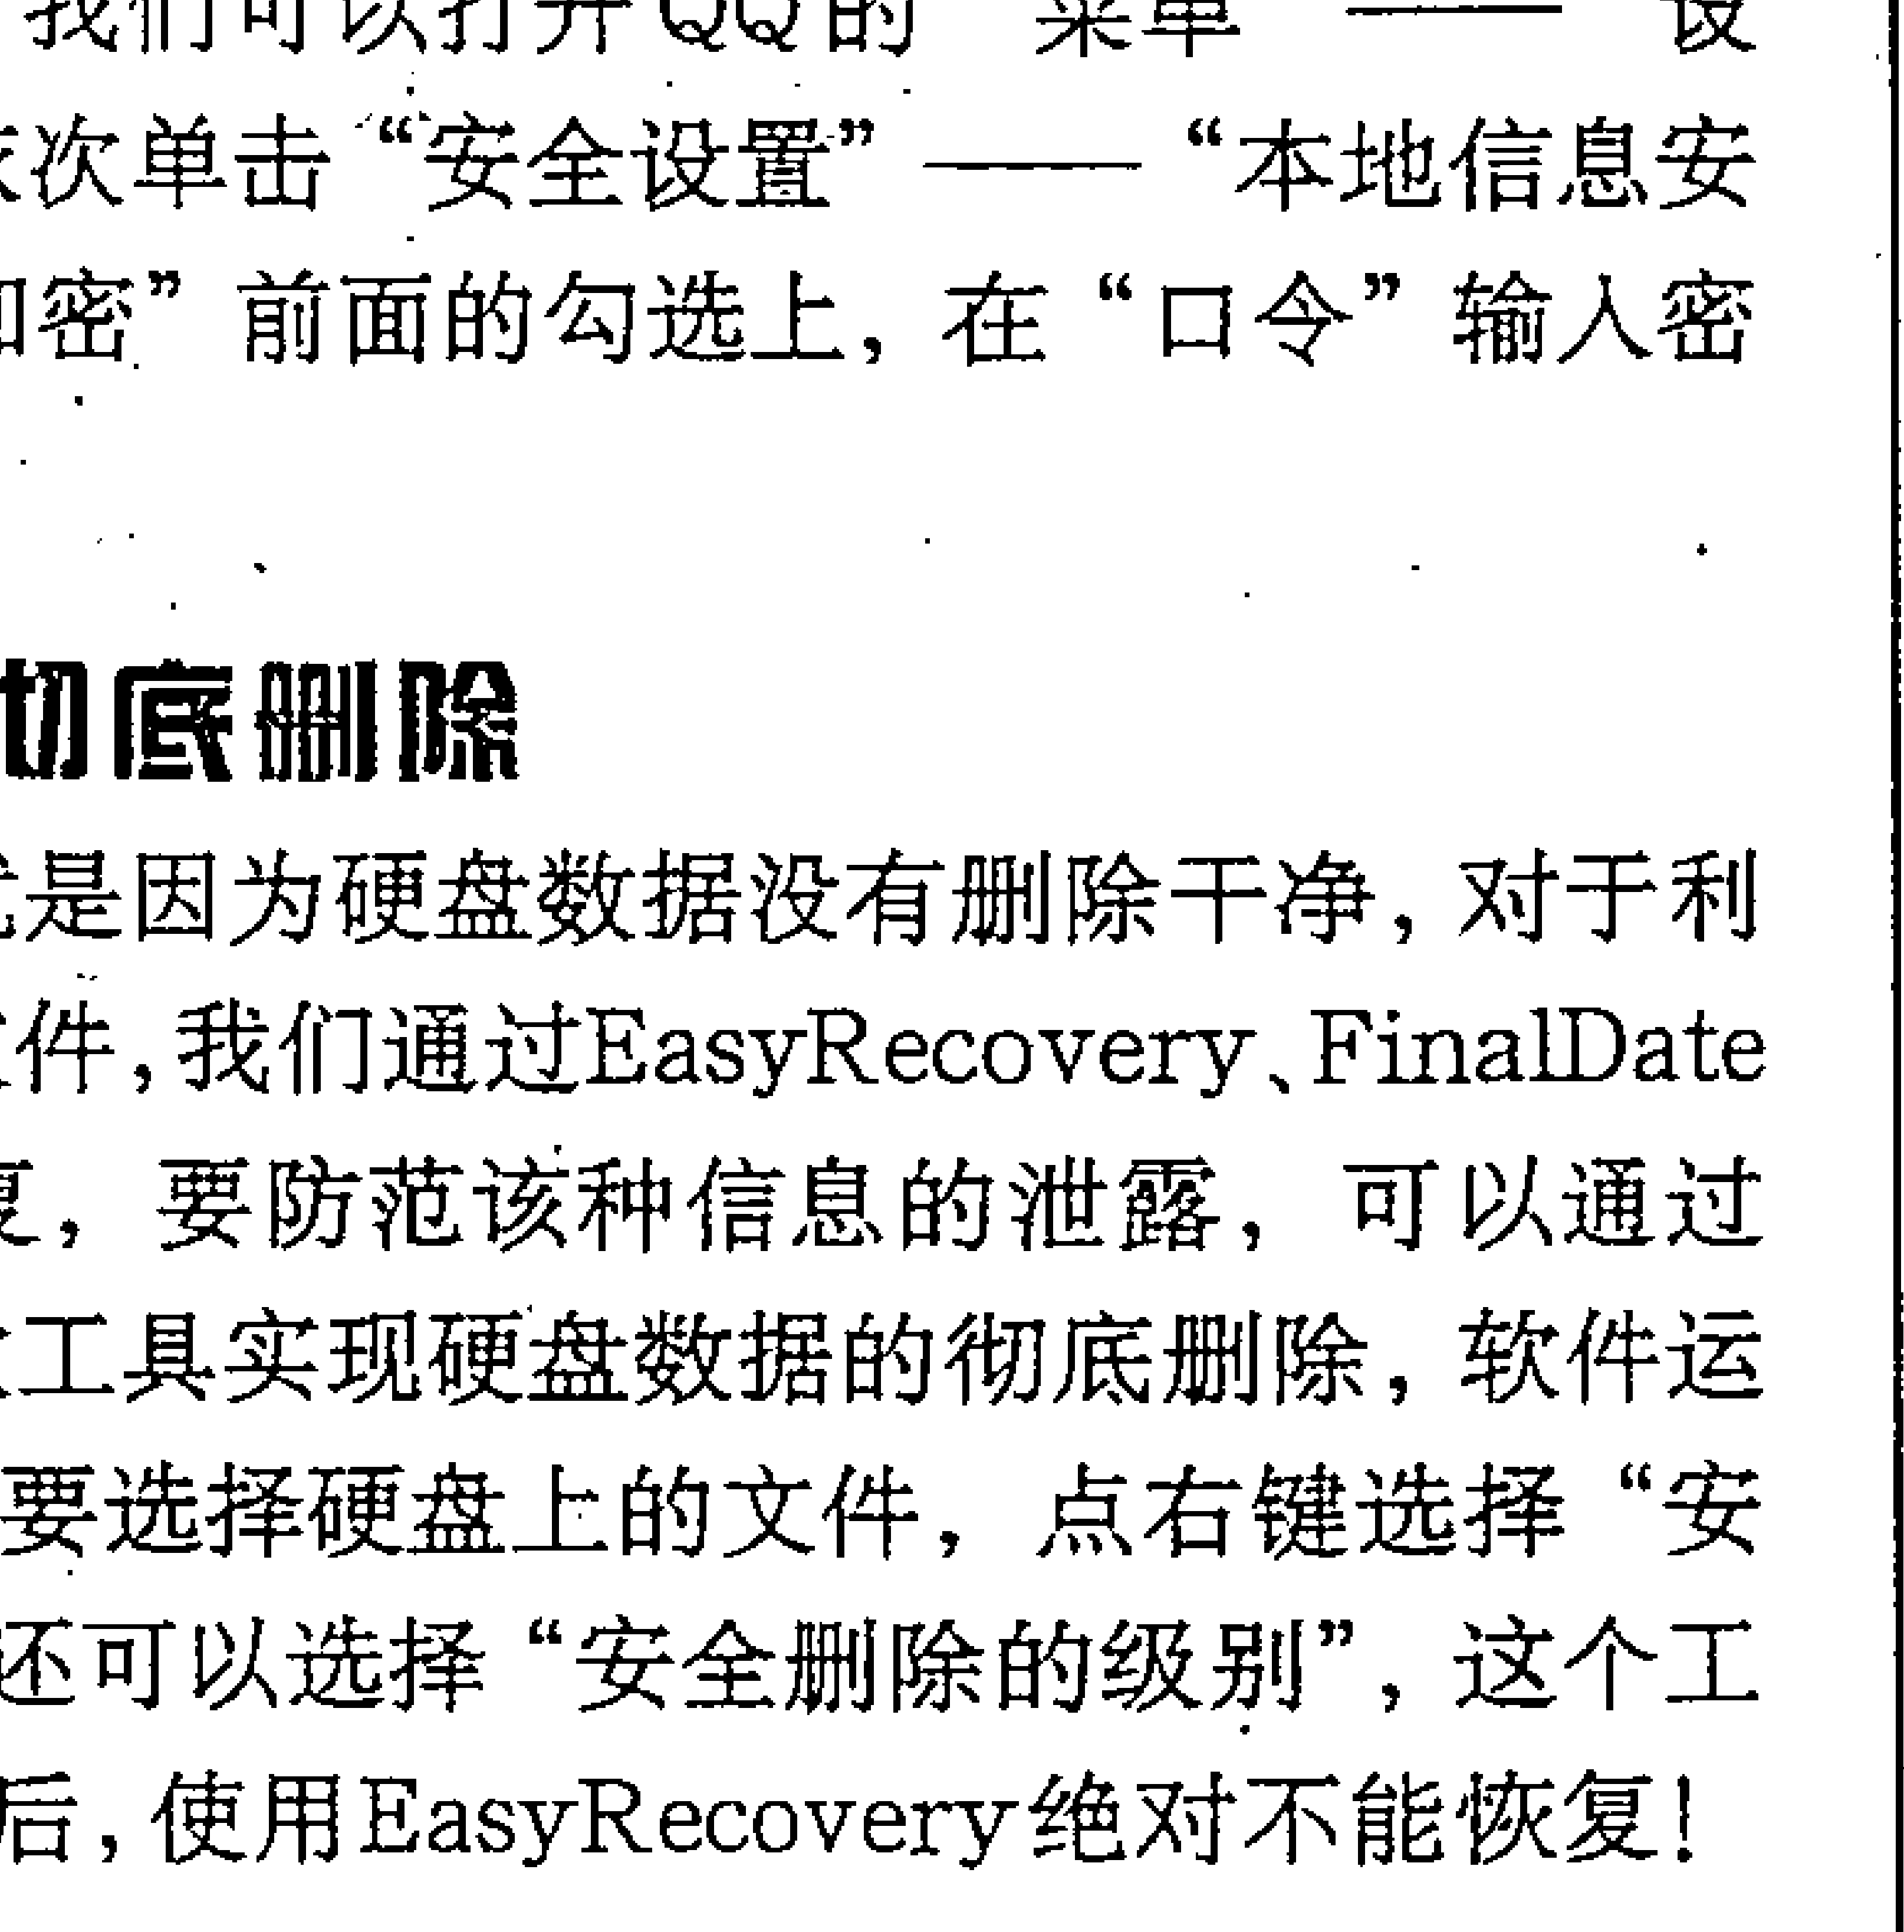 我们可以打开QQ的“菜单”——“设
次单击“安全设置”——“本地信息安
密”前面的勾选上，在“口令”输入密
彻底删除
是因为硬盘数据没有删除干净，对于利
件，我们通过EasyRecovery、FinalDate
，要防范该种信息的泄露，可以通过
工具实现硬盘数据的彻底删除，软件运
要选择硬盘上的文件，点右键选择“安
还可以选择“安全删除的级别”，这个工
后，使用EasyRecovery绝对不能恢复！